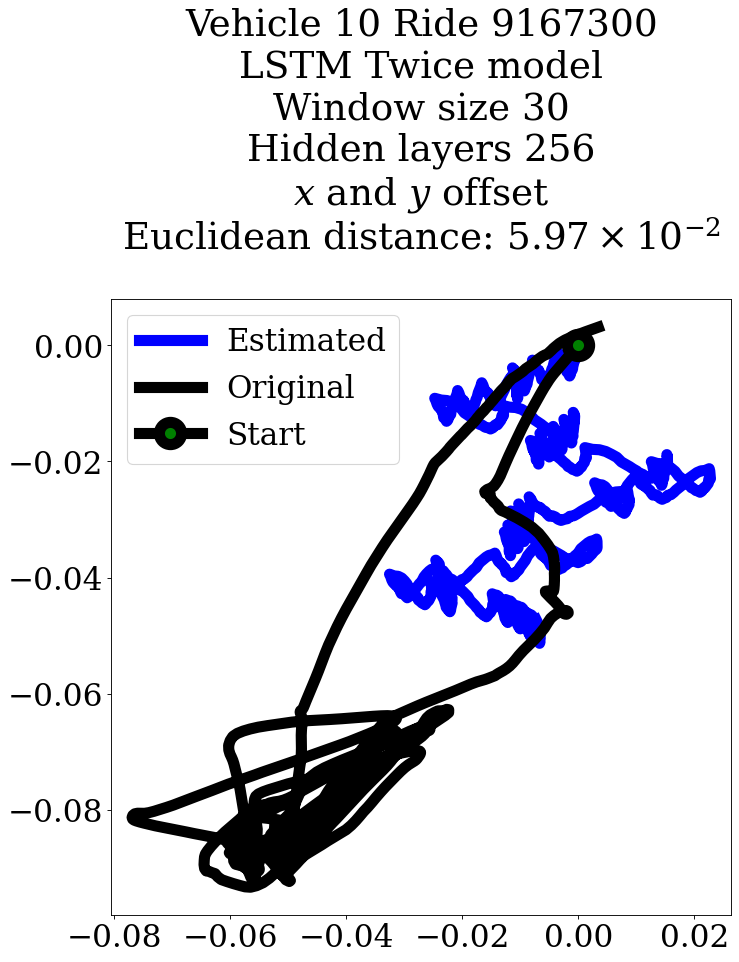 Vehicle 10 Ride 9167300
LSTM Twice model
Window size 30
Hidden layers 256
x and y offset
Euclidean distance: 5.97 × 10⁻²
Estimated
Original
Start
0.00
−0.02
−0.04
−0.06
−0.08
−0.08
−0.06
−0.04
−0.02
0.00
0.02